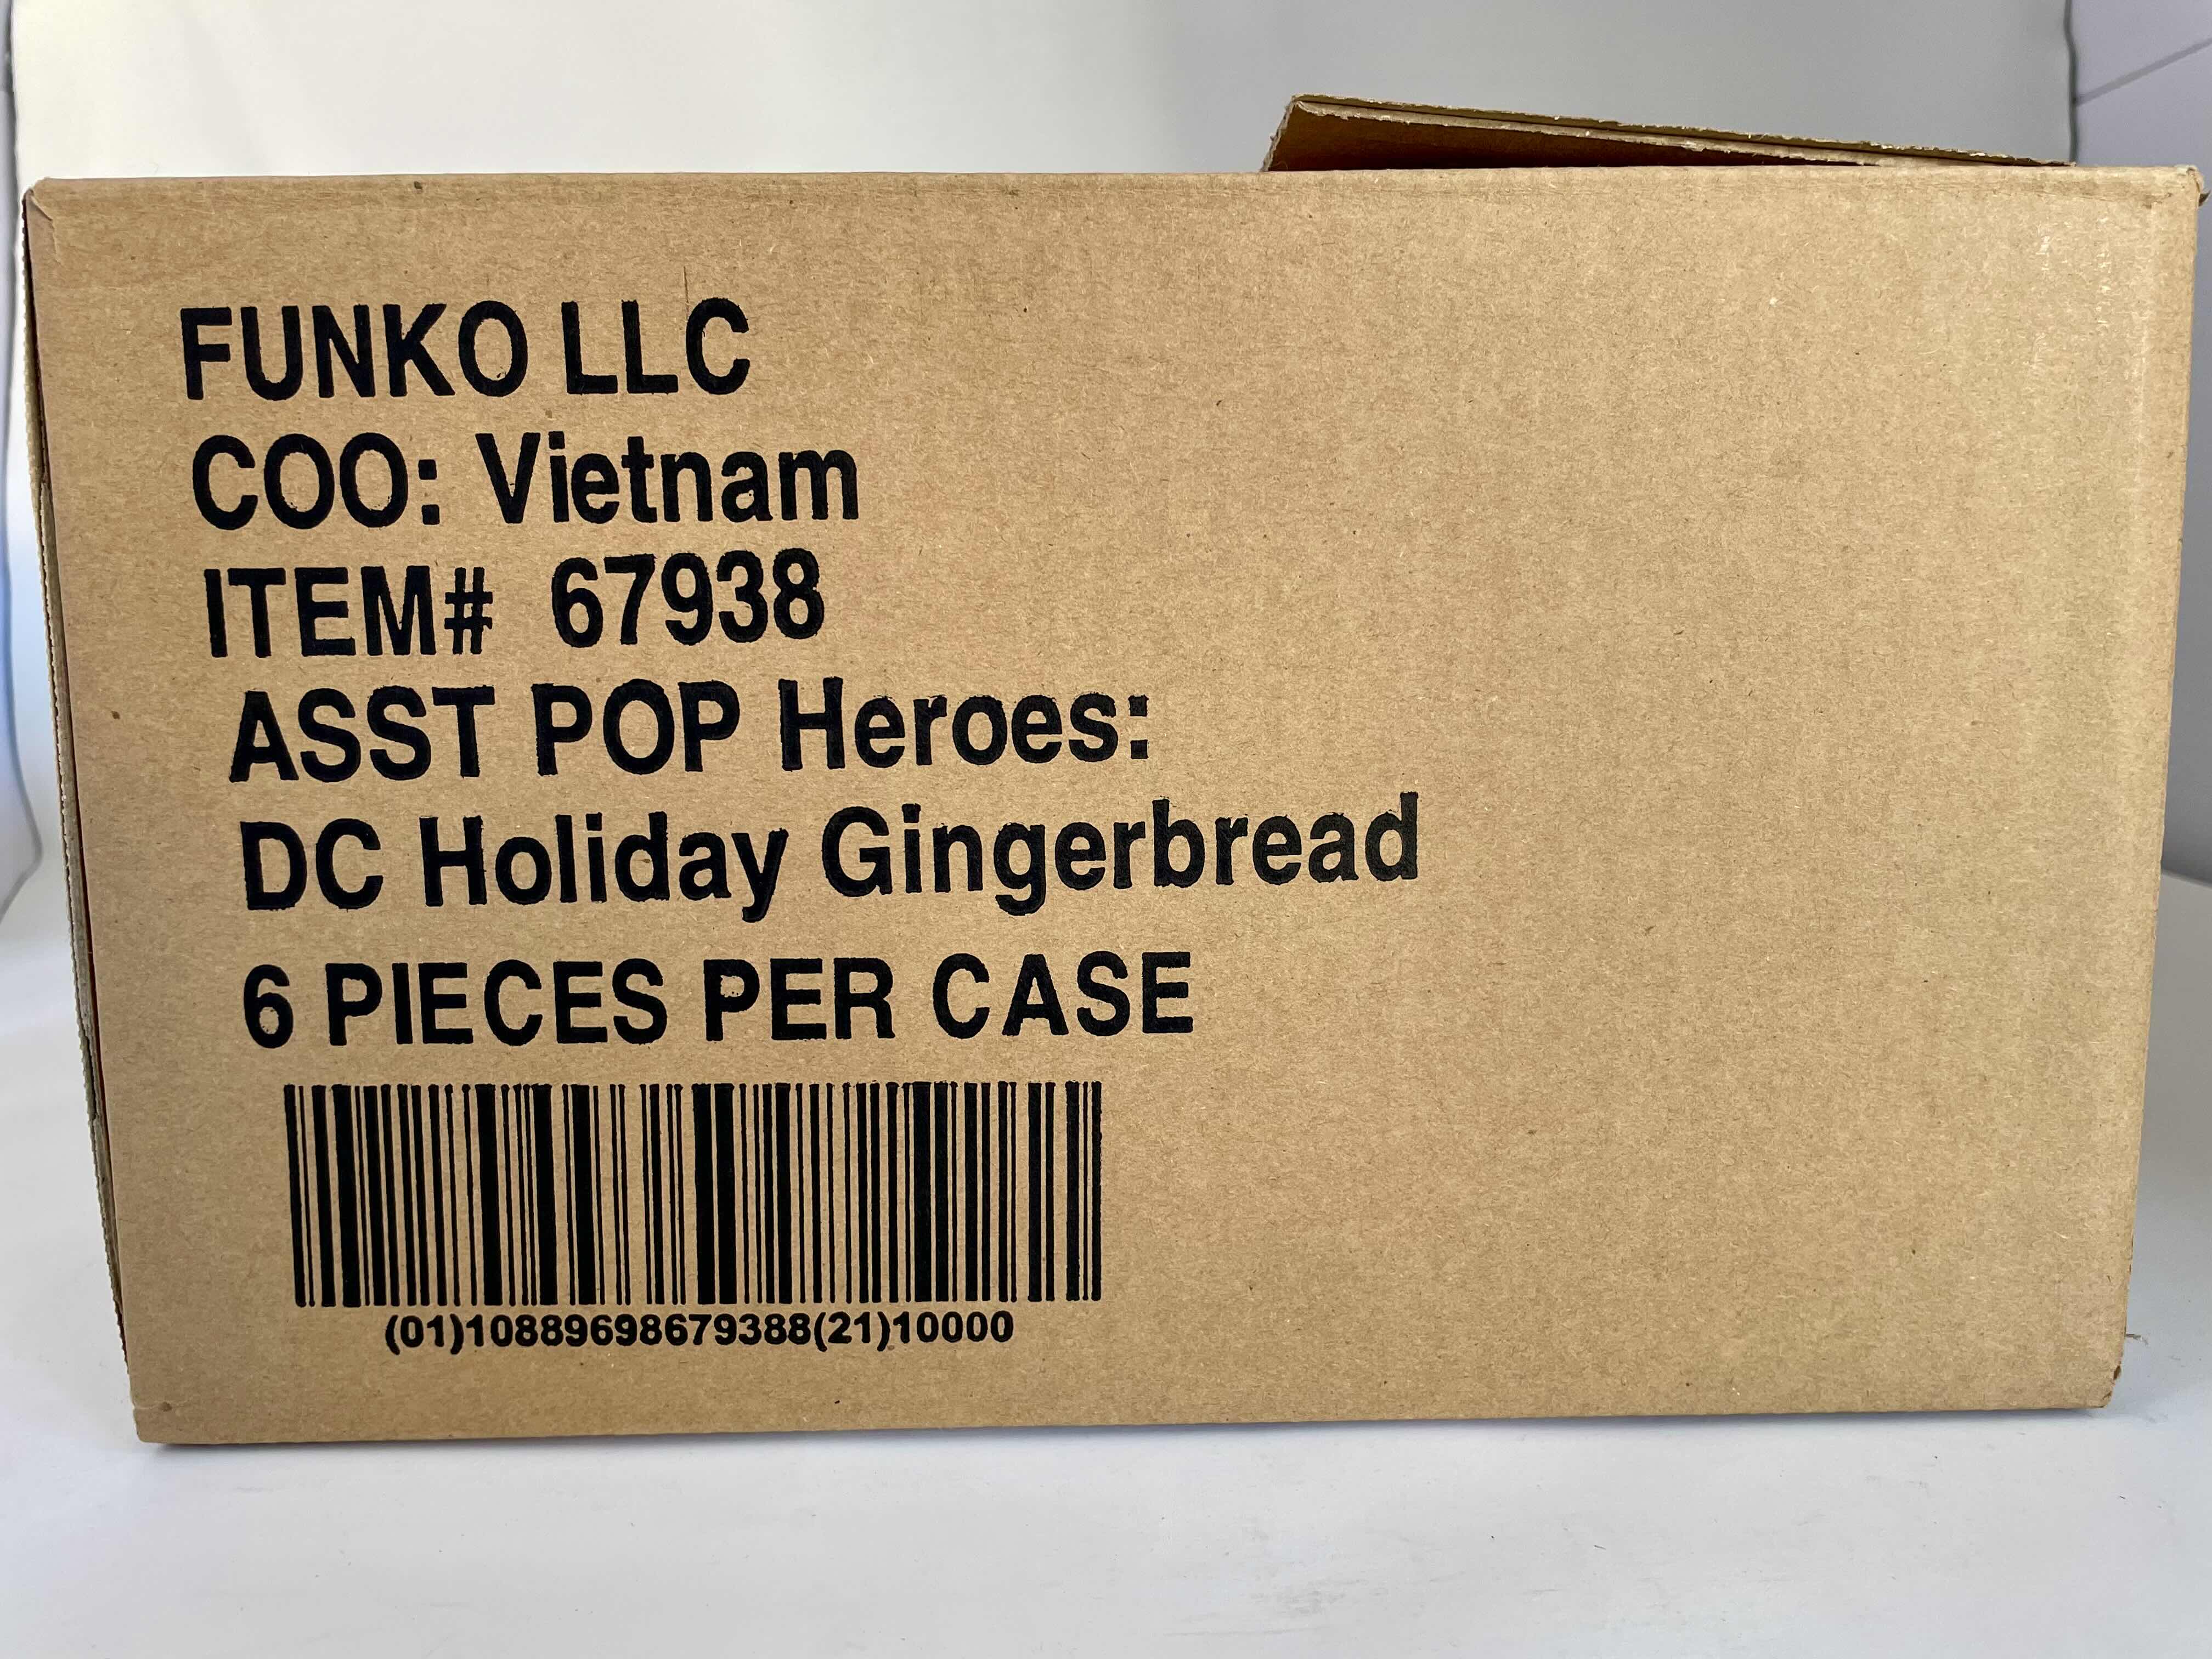 FUNKO LLC
COO: Vietnam
ITEM# 67938
ASST POP Heroes:
DC Holiday Gingerbread
6 PIECES PER CASE
(01)10889698679388(21)10000